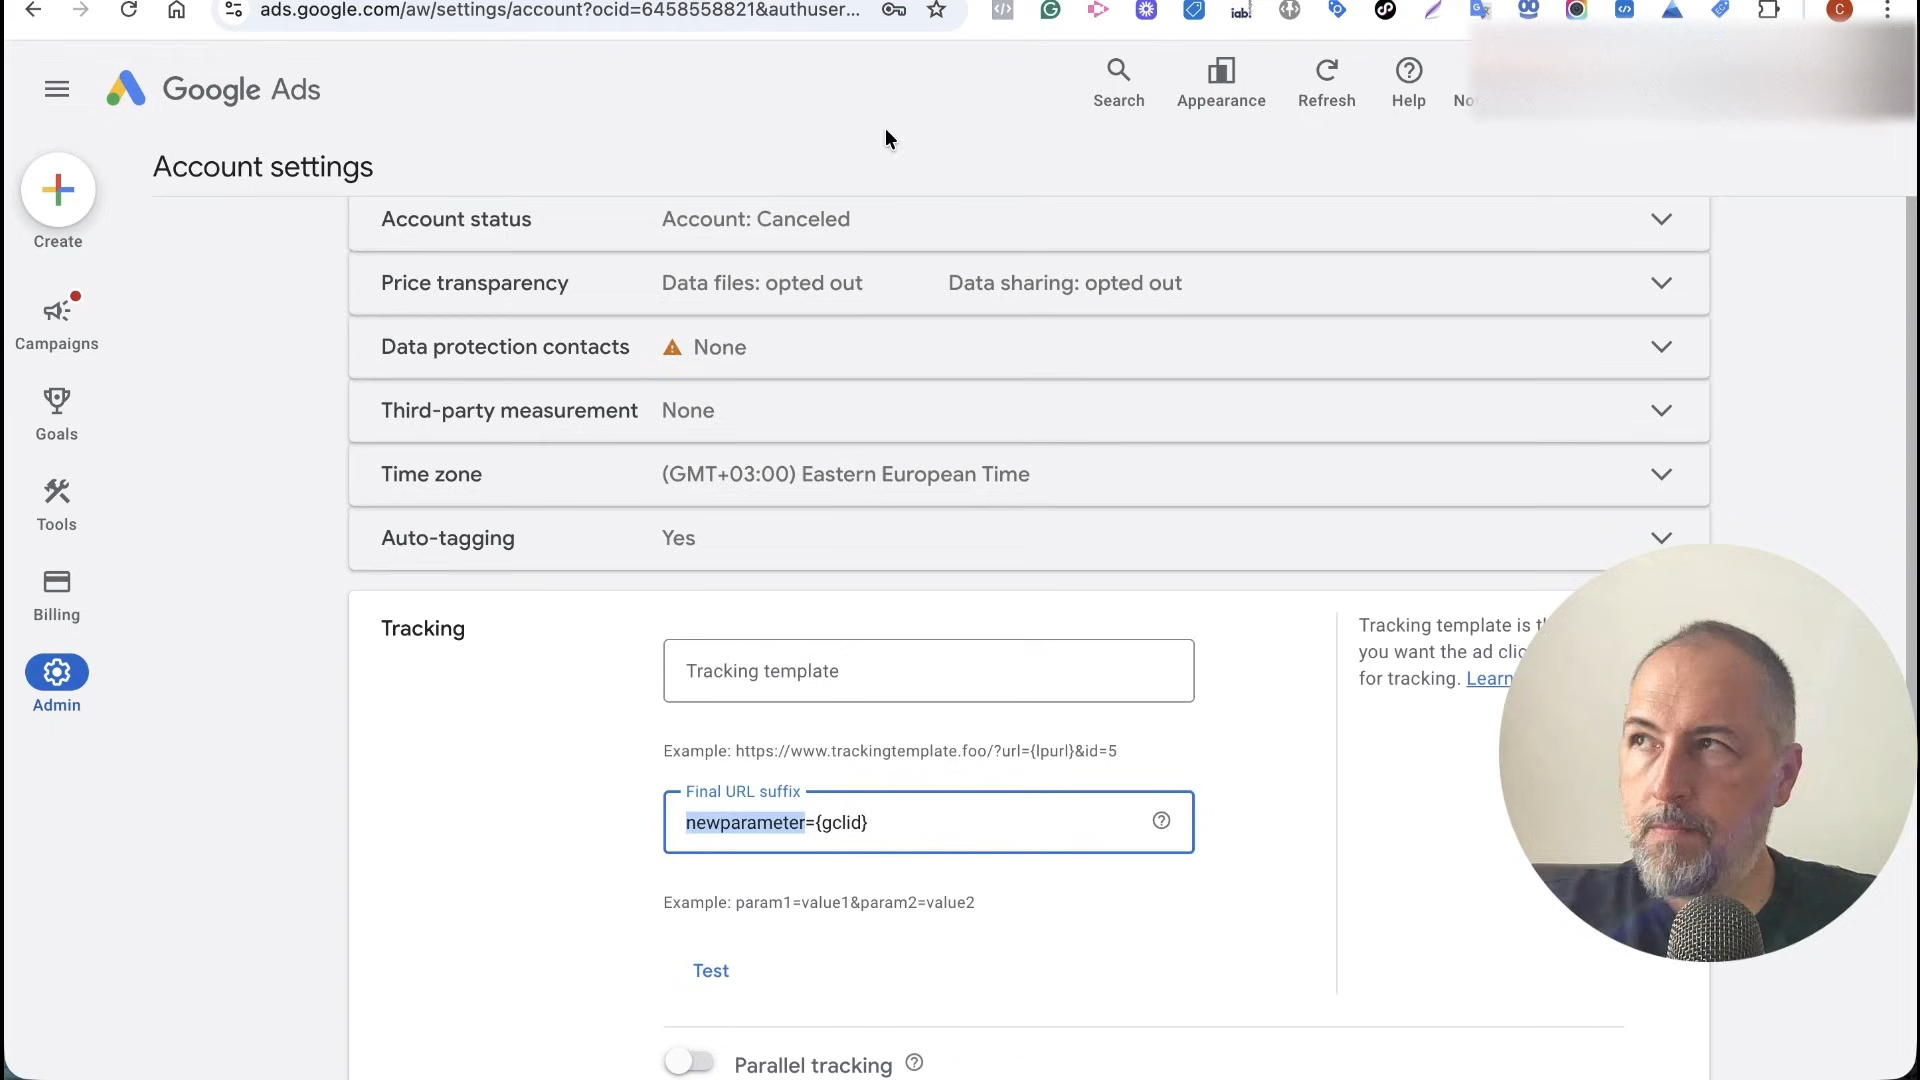 ads.google.com/aw/settings/account?ocid=6458558821&authuser...
C
iab!
Google Ads
Search
Appearance
Refresh
Help
Account settings
Create
Account status
Account: Canceled
Price transparency
Data files: opted out
Data sharing: opted out
Campaigns
Data protection contacts
None
Goals
Third-party measurement
None
Time zone
(GMT+03:00) Eastern European Time
Tools
Auto-tagging
Yes
Billing
Tracking
Tracking template
Tracking template is
you want the ad
for tracking. Learn
Admin
Example: https://www.trackingtemplate.foo/?url={lpurl}&id=5
Final URL suffix
newparameter={gclid}
Example: param1=value1&param2=value2
Test
Parallel tracking